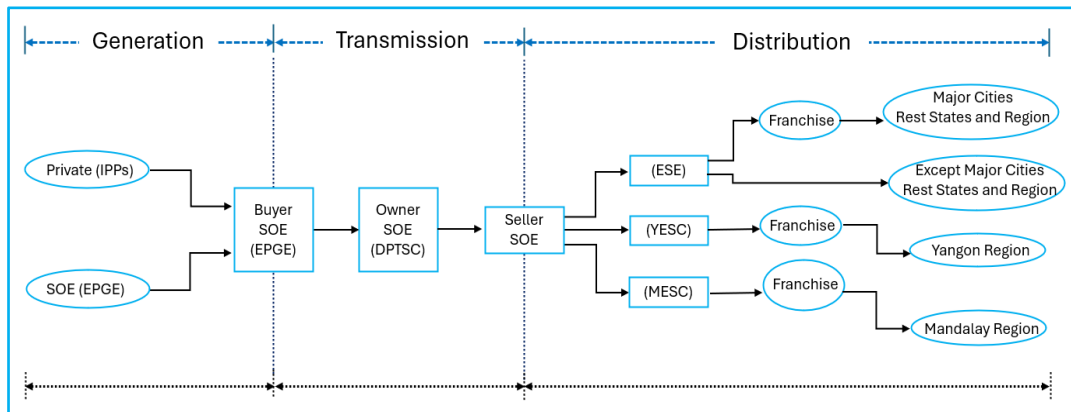 Generation
Transmission
Distribution
Private (IPPs)
SOE (EPGE)
Buyer
SOE
(EPGE)
Owner
SOE
(DPTSC)
Seller
SOE
(ESE)
(YESC)
(MESC)
Franchise
Franchise
Franchise
Major Cities
Rest States and Region
Except Major Cities
Rest States and Region
Yangon Region
Mandalay Region